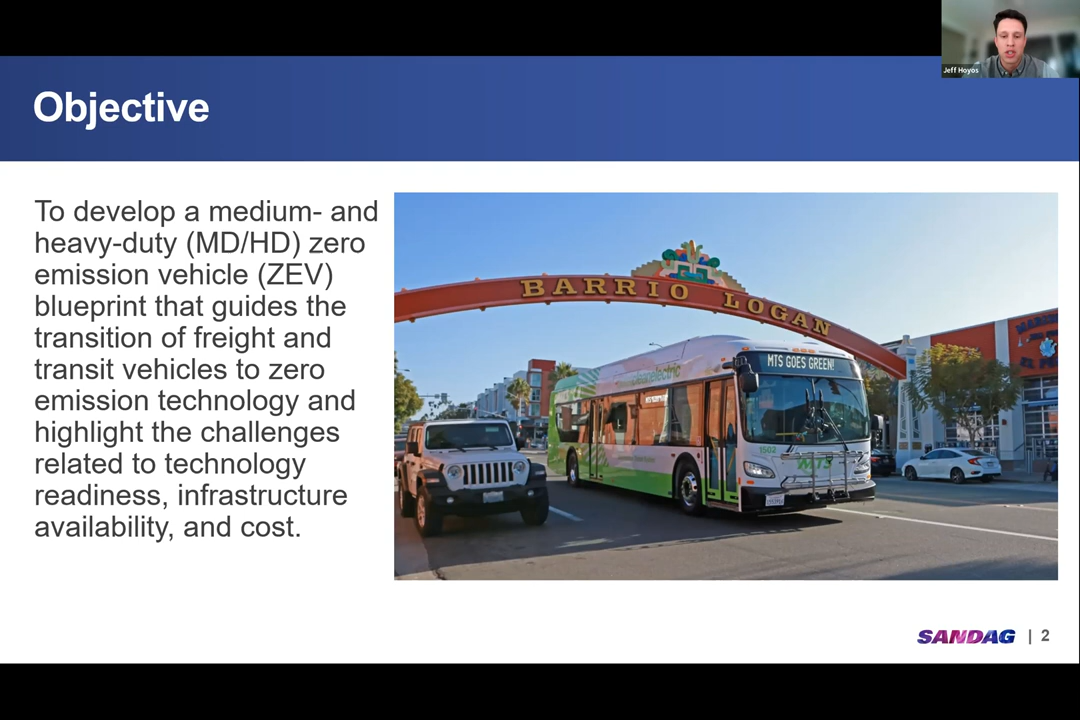 Jeff Hoyos
Objective
To develop a medium- and
heavy-duty (MD/HD) zero
emission vehicle (ZEV)
blueprint that guides the
transition of freight and
transit vehicles to zero
emission technology and
highlight the challenges
related to technology
readiness, infrastructure
availability, and cost.
BARRIO LOGAN
MTS GOES GREEN!
cleanelectric
1502
MTS
SANDAG | 2